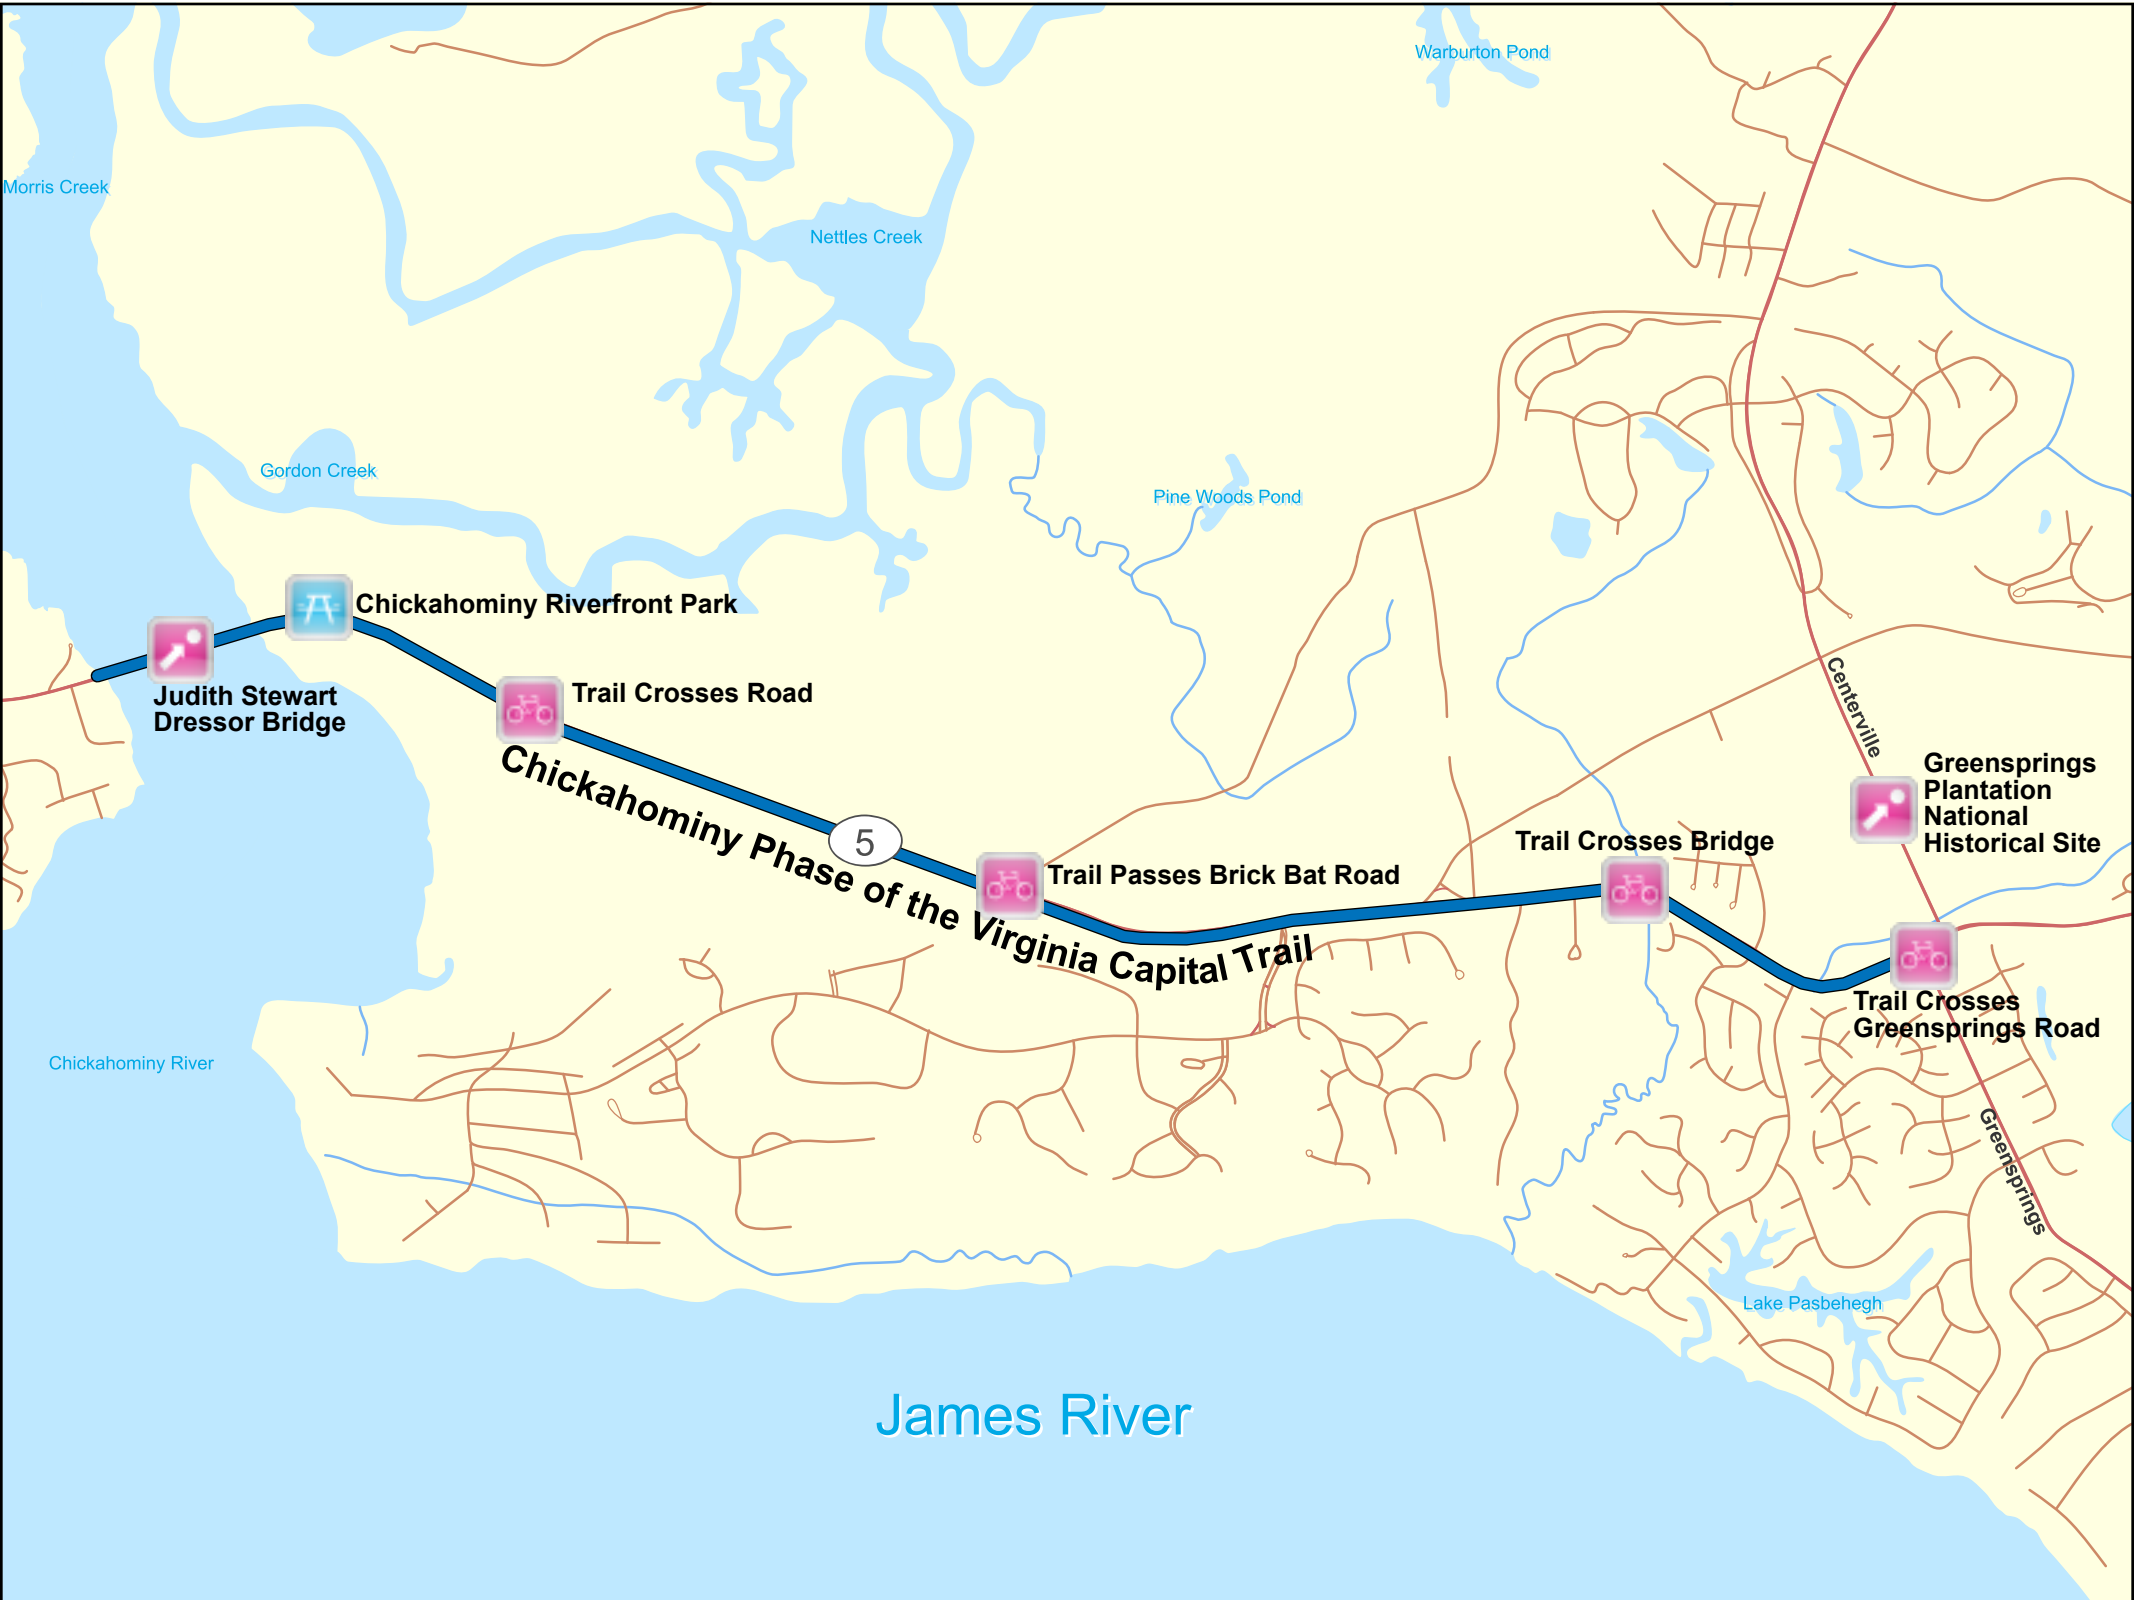 Warburton Pond
Morris Creek
Nettles Creek
Gordon Creek
Pine Woods Pond
Chickahominy Riverfront Park
Judith Stewart
Dressor Bridge
Trail Crosses Road
Centerville
Greensprings
Plantation
National
Historical Site
Chickahominy Phase of the Virginia Capital Trail
5
Trail Passes Brick Bat Road
Trail Crosses Bridge
Trail Crosses
Greensprings Road
Chickahominy River
Greensprings
Lake Pasbehegh
James River